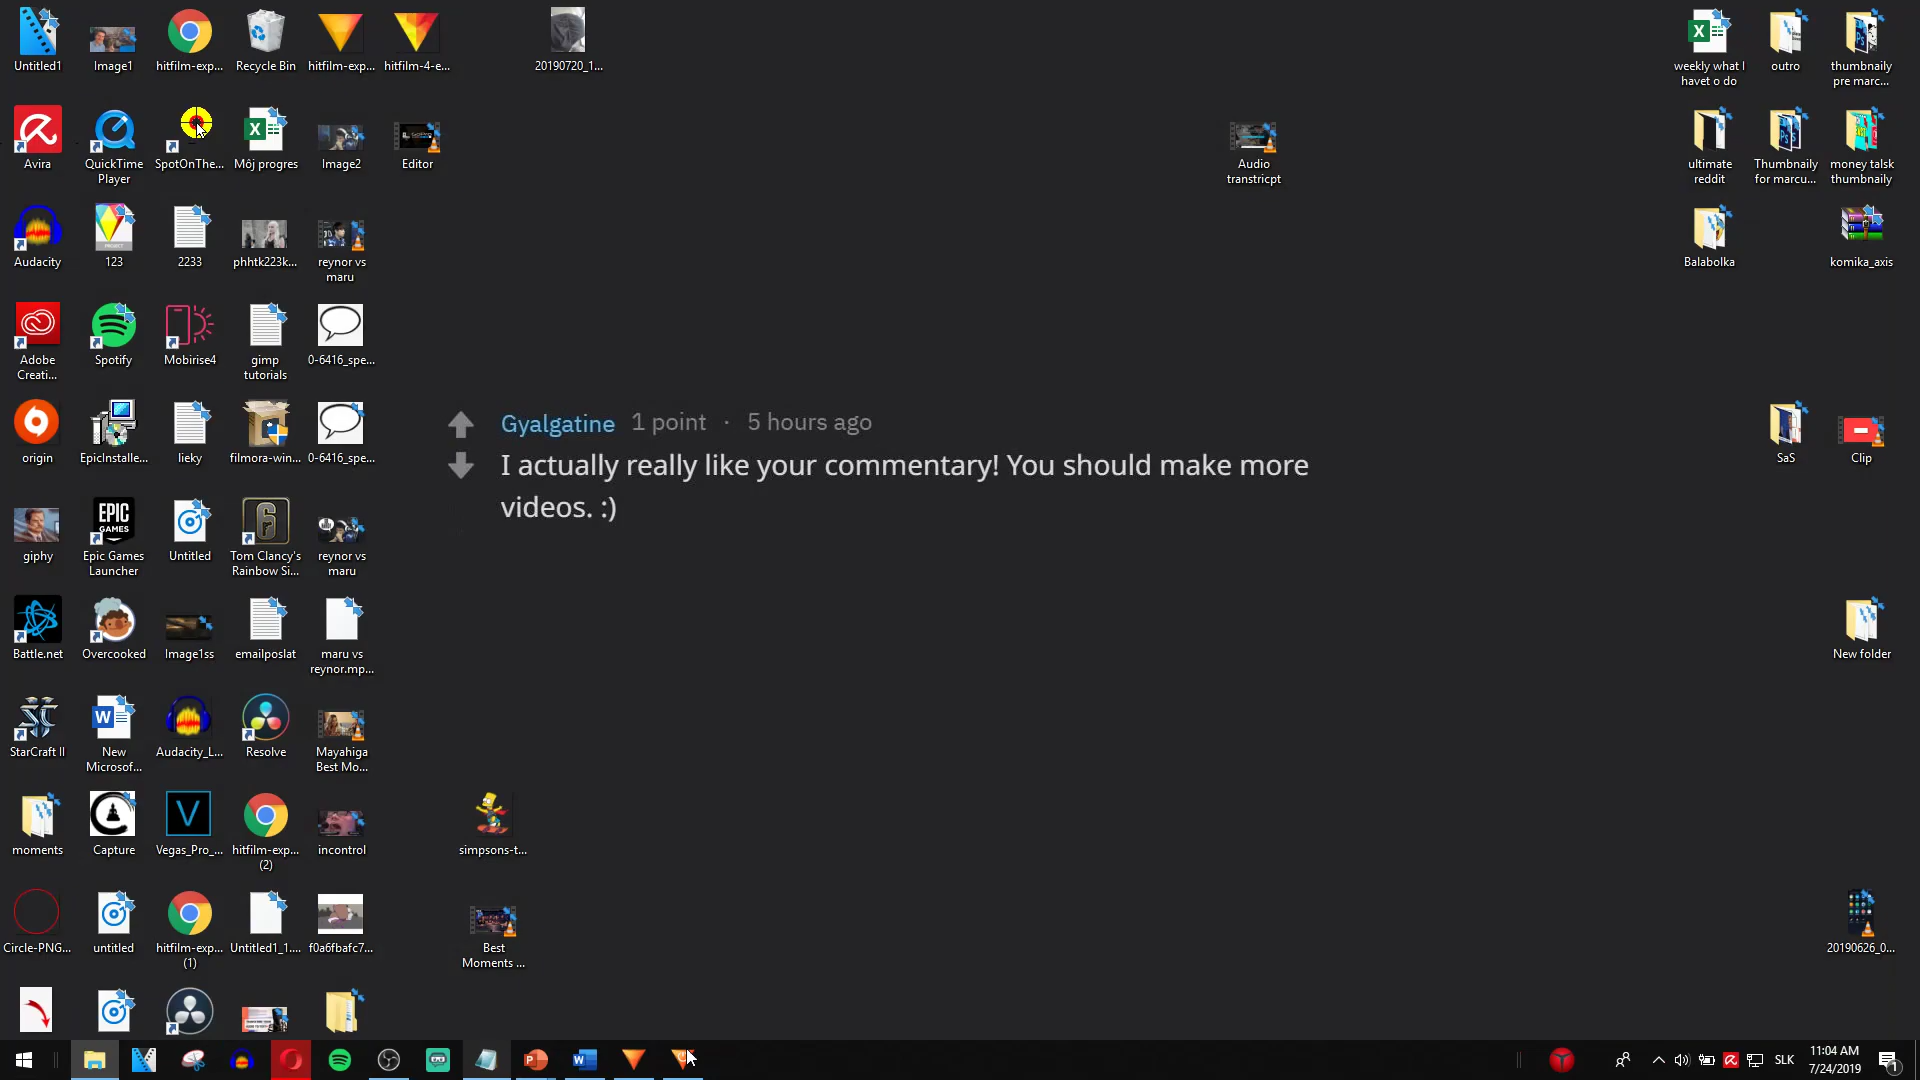 Untitled1
Image1
hitfilm-exp...
Recycle Bin
hitfilm-exp...
hitfilm-4-e...
20190720_1...
weekly what I
havet o do
outro
thumbnaily
pre marc...
Avira
QuickTime
Player
SpotOnThe...
Môj progres
Image2
Editor
Audio
transtricpt
ultimate
reddit
Thumbnaily
for marcu...
money talsk
thumbnaily
Audacity
123
2233
phhtk223k...
reynor vs
maru
Balabolka
komika_axis
Adobe
Creati...
Spotify
Mobirise4
gimp
tutorials
0-6416_spe...
Gyalgatine 1 point · 5 hours ago
I actually really like your commentary! You should make more
videos. :)
origin
EpicInstalle...
lieky
filmora-win...
0-6416_spe...
SaS
Clip
giphy
EPIC
GAMES
Epic Games
Launcher
Untitled
Tom Clancy's
Rainbow Si...
reynor vs
maru
Battle.net
Overcooked
Image1ss
emailposlat
maru vs
reynor.mp...
New folder
StarCraft II
New
Microsof...
Audacity_L...
Resolve
Mayahiga
Best Mo...
moments
Capture
Vegas_Pro_...
hitfilm-exp...
(2)
incontrol
simpsons-t...
Circle-PNG...
untitled
hitfilm-exp...
(1)
Untitled1_1....
f0a6fbafc7...
Best
Moments ...
20190626_0...
SLK
11:04 AM
7/24/2019
1